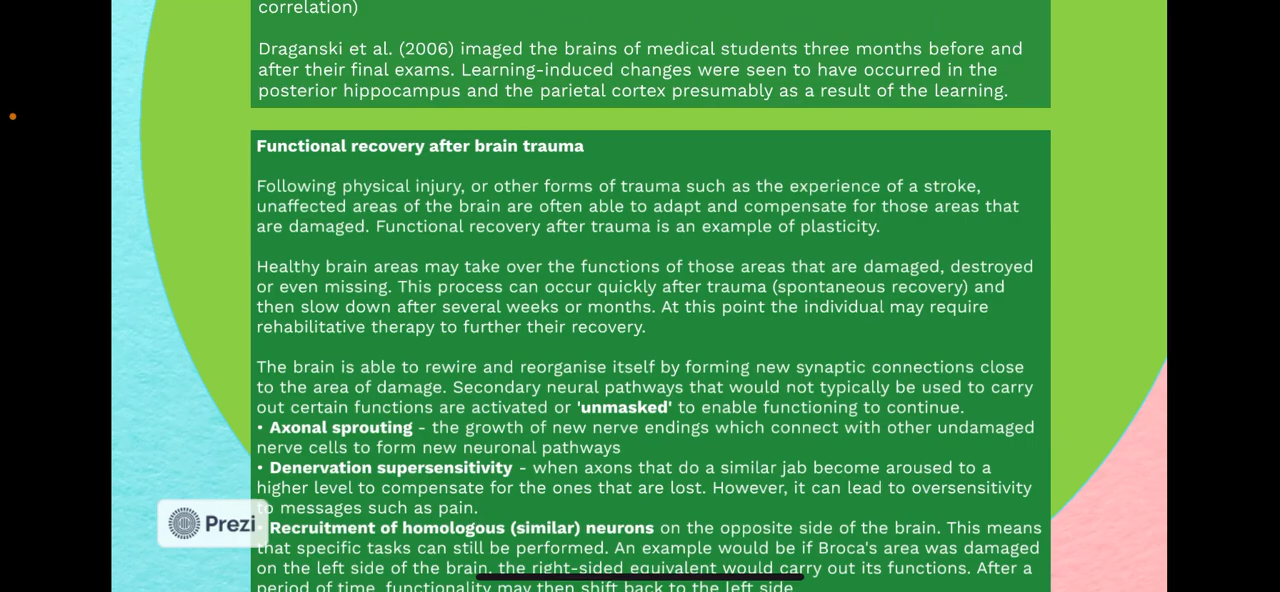 correlation)
Draganski et al. (2006) imaged the brains of medical students three months before and
after their final exams. Learning-induced changes were seen to have occurred in the
posterior hippocampus and the parietal cortex presumably as a result of the learning.
Functional recovery after brain trauma
Following physical injury, or other forms of trauma such as the experience of a stroke,
unaffected areas of the brain are often able to adapt and compensate for those areas that
are damaged. Functional recovery after trauma is an example of plasticity.
Healthy brain areas may take over the functions of those areas that are damaged, destroyed
or even missing. This process can occur quickly after trauma (spontaneous recovery) and
then slow down after several weeks or months. At this point the individual may require
rehabilitative therapy to further their recovery.
The brain is able to rewire and reorganise itself by forming new synaptic connections close
to the area of damage. Secondary neural pathways that would not typically be used to carry
out certain functions are activated or 'unmasked' to enable functioning to continue.
• Axonal sprouting - the growth of new nerve endings which connect with other undamaged
nerve cells to form new neuronal pathways
• Denervation supersensitivity - when axons that do a similar jab become aroused to a
higher level to compensate for the ones that are lost. However, it can lead to oversensitivity
to messages such as pain.
• Recruitment of homologous (similar) neurons on the opposite side of the brain. This means
that specific tasks can still be performed. An example would be if Broca's area was damaged
on the left side of the brain, the right-sided equivalent would carry out its functions. After a
period of time, functionality may then shift back to the left side.
Prezi